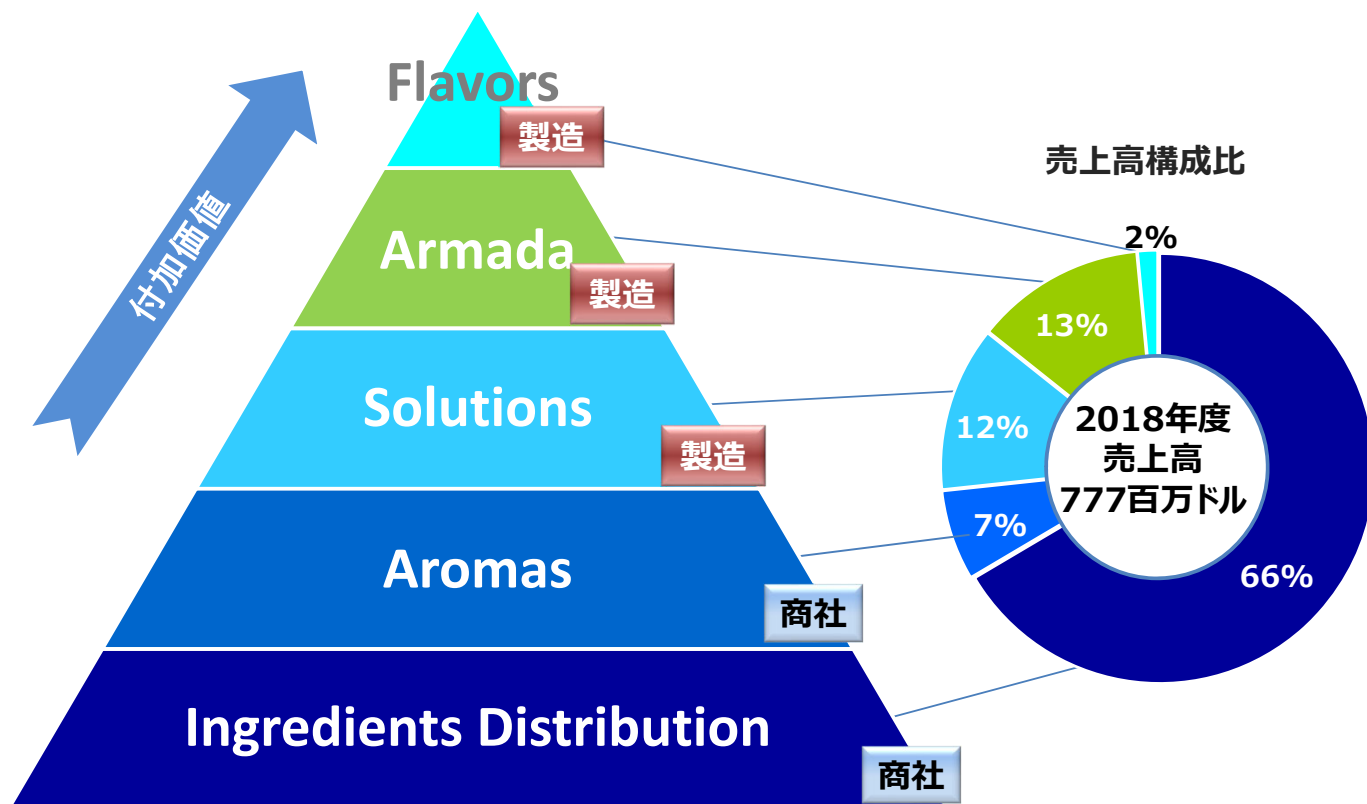 Flavors
製造
付加価値
Armada
製造
Solutions
製造
Aromas
商社
Ingredients Distribution
商社
売上高構成比
2%
13%
12%
7%
66%
2018年度
売上高
777百万ドル